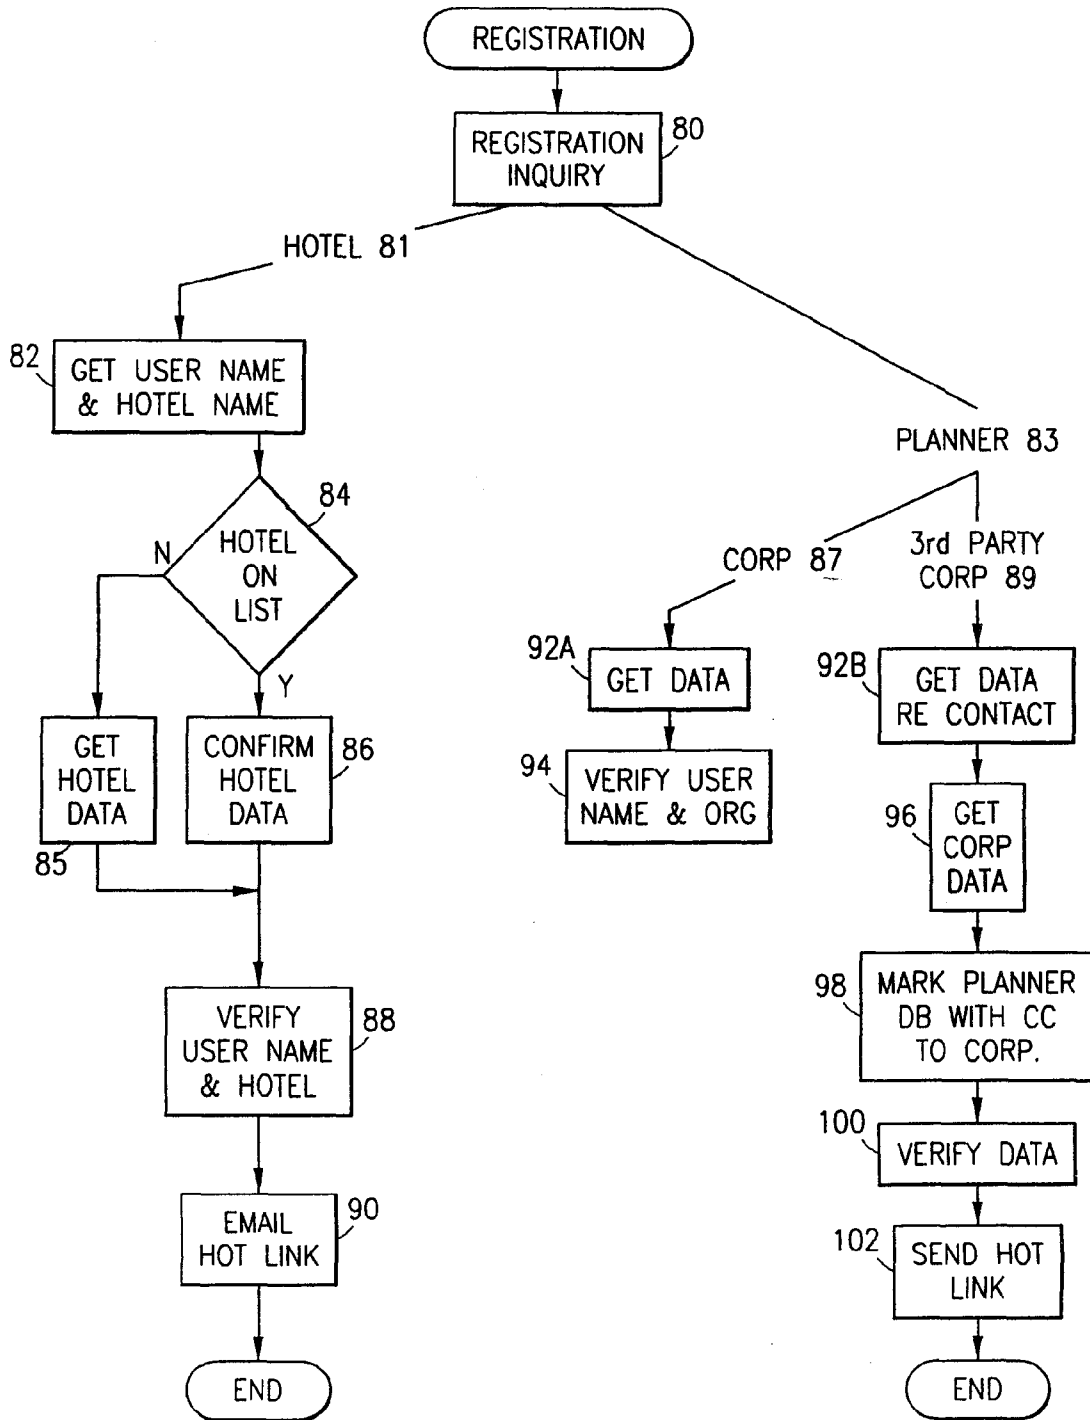 REGISTRATION
REGISTRATION
INQUIRY
80
HOTEL 81
82
GET USER NAME
& HOTEL NAME
84
HOTEL
ON
LIST
N
Y
GET
HOTEL
DATA
85
CONFIRM
HOTEL
DATA
86
VERIFY
USER NAME
& HOTEL
88
EMAIL
HOT LINK
90
END
PLANNER 83
CORP 87
3rd PARTY
CORP 89
92A
GET DATA
94
VERIFY USER
NAME & ORG
92B
GET DATA
RE CONTACT
96
GET
CORP
DATA
98
MARK PLANNER
DB WITH CC
TO CORP.
100
VERIFY DATA
102
SEND HOT
LINK
END